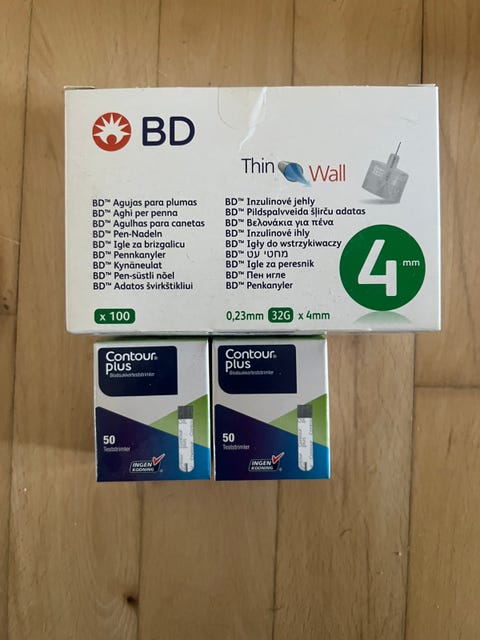 BD
Thin Wall
BD™ Agujas para plumas
BD™ Aghi per penna
BD™ Agulhas para canetas
BD™ Pen-Nadeln
BD™ Igle za brizgalicu
BD™ Pennkanyler
BD™ Kynäneulat
BD™ Pen-süstli nõel
BD™ Adatos švirkštikliui
BD™ Inzulinové jehly
BD™ Pildspalvveida šļirču adatas
BD™ Βελονάκια για πένα
BD™ Inzulínové ihly
BD™ Igły do wstrzykiwaczy
BD™ מחטי עט
BD™ Igle za peresnik
BD™ Пен игле
BD™ Penkanyler
4 mm
x 100
0,23mm 32G x 4mm
Contour®
plus
Blodsukkerteststrimler
50
Teststrimler
INGEN
KODNING
Contour®
plus
Blodsukkerteststrimler
50
Teststrimler
INGEN
KODNING